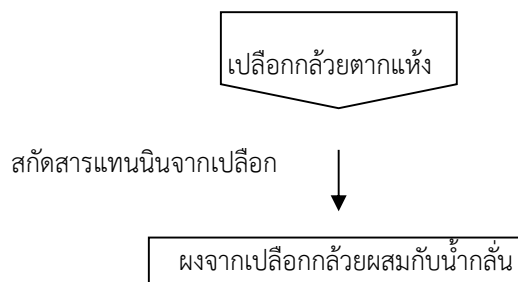 เปลือกกล้วยตากแห้ง
สกัดสารแทนนินจากเปลือก
ผงจากเปลือกกล้วยผสมกับน้ำกลั่น